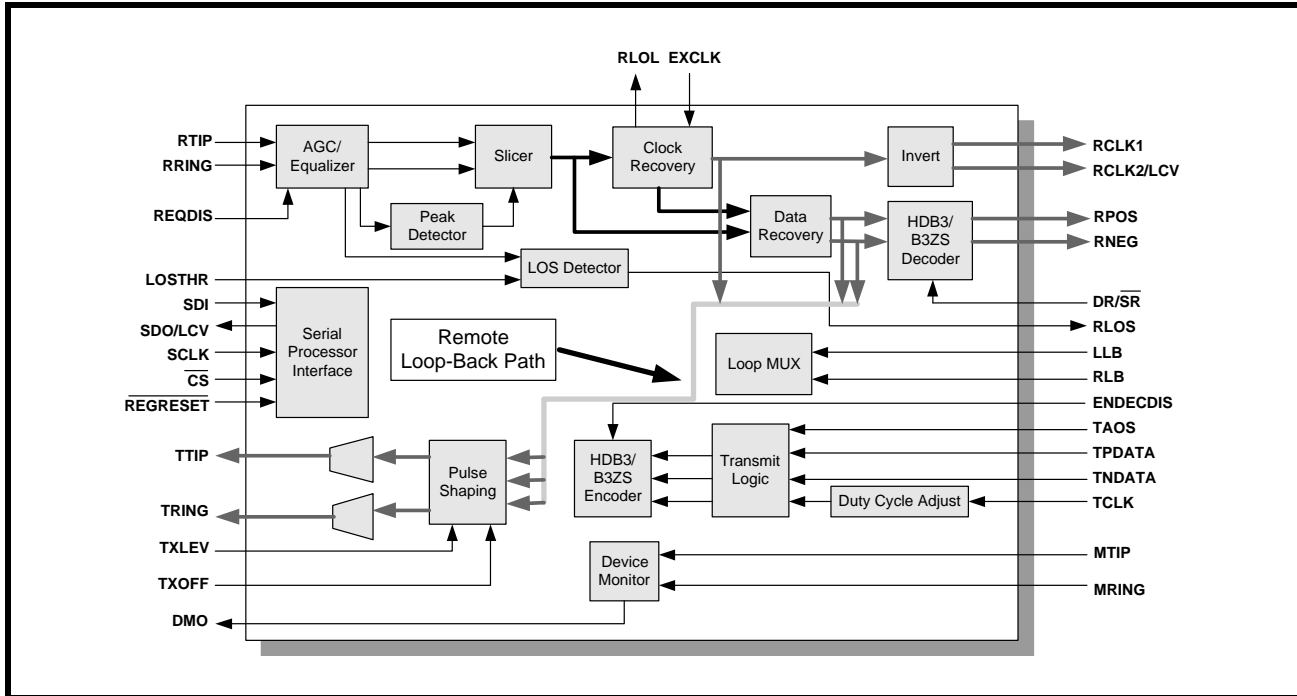 RLOL EXCLK
RTIP
RRING
REQDIS
LOSTHR
SDI
SDO/LCV
SCLK
CS
REGRESET
TTIP
TRING
TXLEV
TXOFF
DMO
AGC/
Equalizer
Slicer
Peak
Detector
LOS Detector
Clock
Recovery
Data
Recovery
Invert
HDB3/
B3ZS
Decoder
Serial
Processor
Interface
Remote
Loop-Back Path
Loop MUX
Pulse
Shaping
HDB3/
B3ZS
Encoder
Transmit
Logic
Duty Cycle Adjust
Device
Monitor
RCLK1
RCLK2/LCV
RPOS
RNEG
DR/SR
RLOS
LLB
RLB
ENDECDIS
TAOS
TPDATA
TNDATA
TCLK
MTIP
MRING